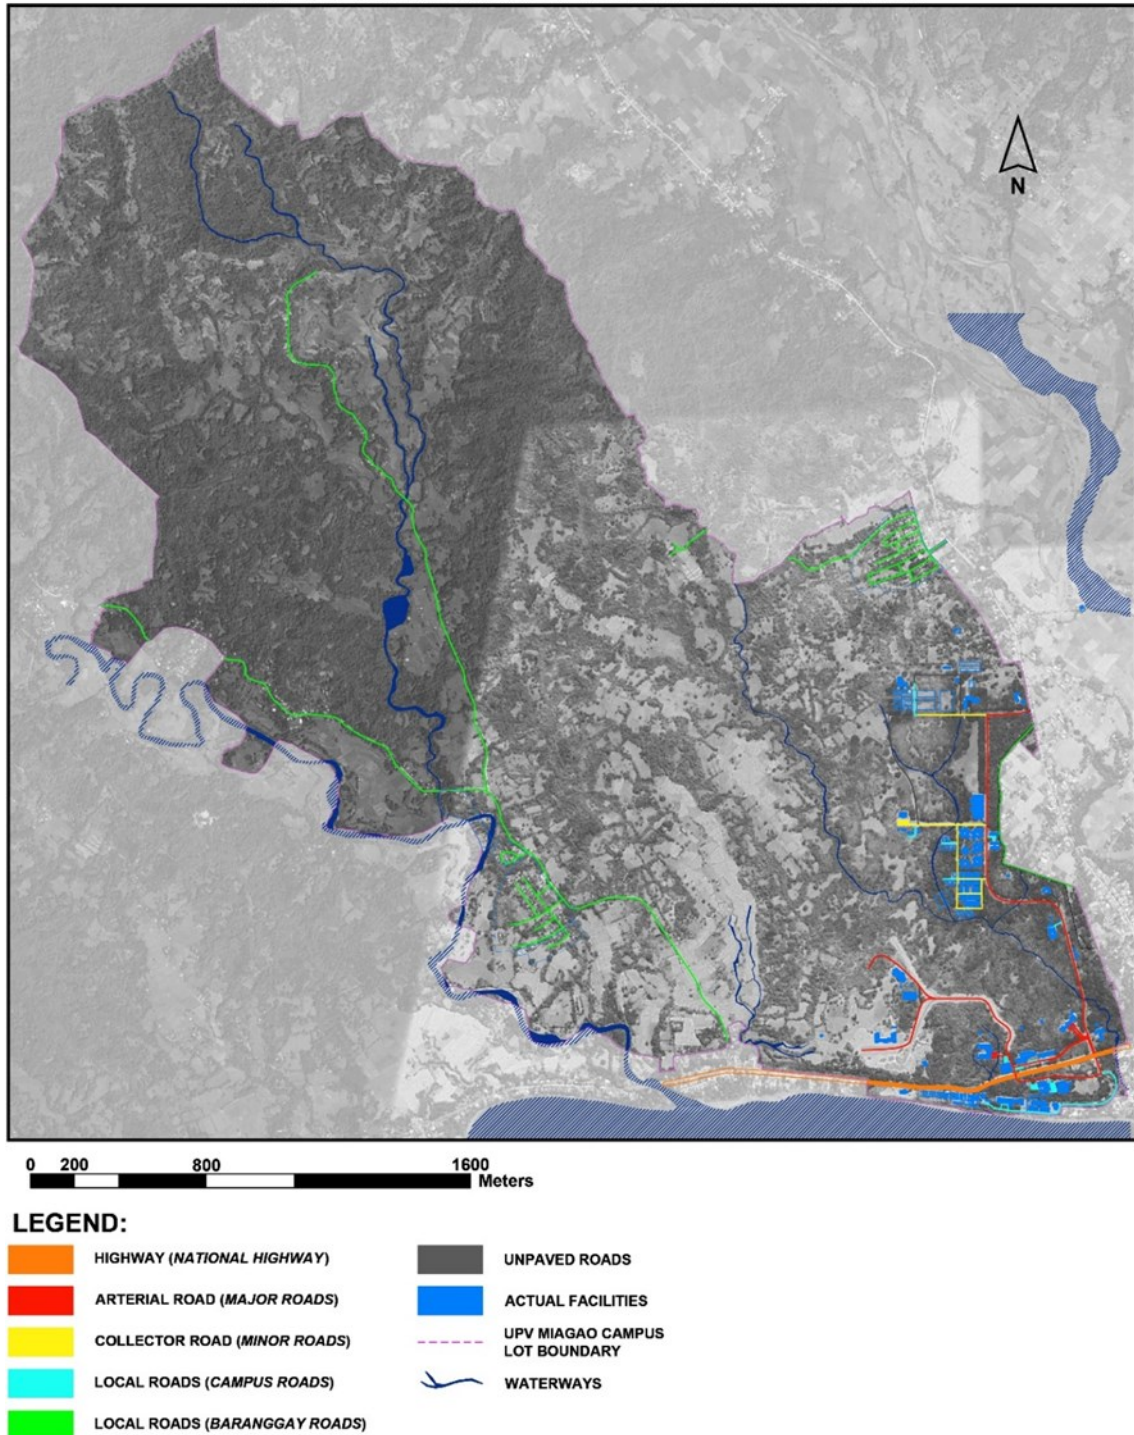 N
0 200 800 1600
Meters
LEGEND:
HIGHWAY (NATIONAL HIGHWAY)
ARTERIAL ROAD (MAJOR ROADS)
COLLECTOR ROAD (MINOR ROADS)
LOCAL ROADS (CAMPUS ROADS)
LOCAL ROADS (BARANGGAY ROADS)
UNPAVED ROADS
ACTUAL FACILITIES
UPV MIAGAO CAMPUS
LOT BOUNDARY
WATERWAYS